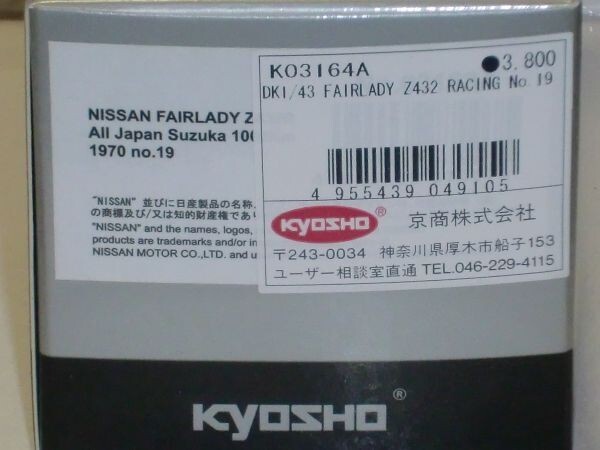 KO3164A ●3,800
DK1/43 FAIRLADY Z432 RACING No 19
4 955439 049105
KYOSHO® 京商株式会社
〒243-0034 神奈川県厚木市船子153
ユーザー相談室直通 TEL.046-229-4115
NISSAN FAIRLADY Z
All Japan Suzuka
1970 no.19
"NISSAN" 並びに日産製品の名称、
の商標及び/又は知的財産権であり
"NISSAN" and the names, logos,
products are trademarks and/or in
NISSAN MOTOR CO.,LTD. and
KYOSHO®